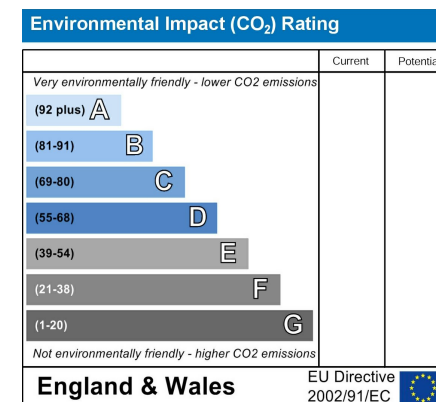 Environmental Impact (CO₂) Rating
Current Potentia
Very environmentally friendly - lower CO2 emissions
(92 plus) A
(81-91) B
(69-80) C
(55-68) D
(39-54) E
(21-38) F
(1-20) G
Not environmentally friendly - higher CO2 emissions
England & Wales
EU Directive
2002/91/EC